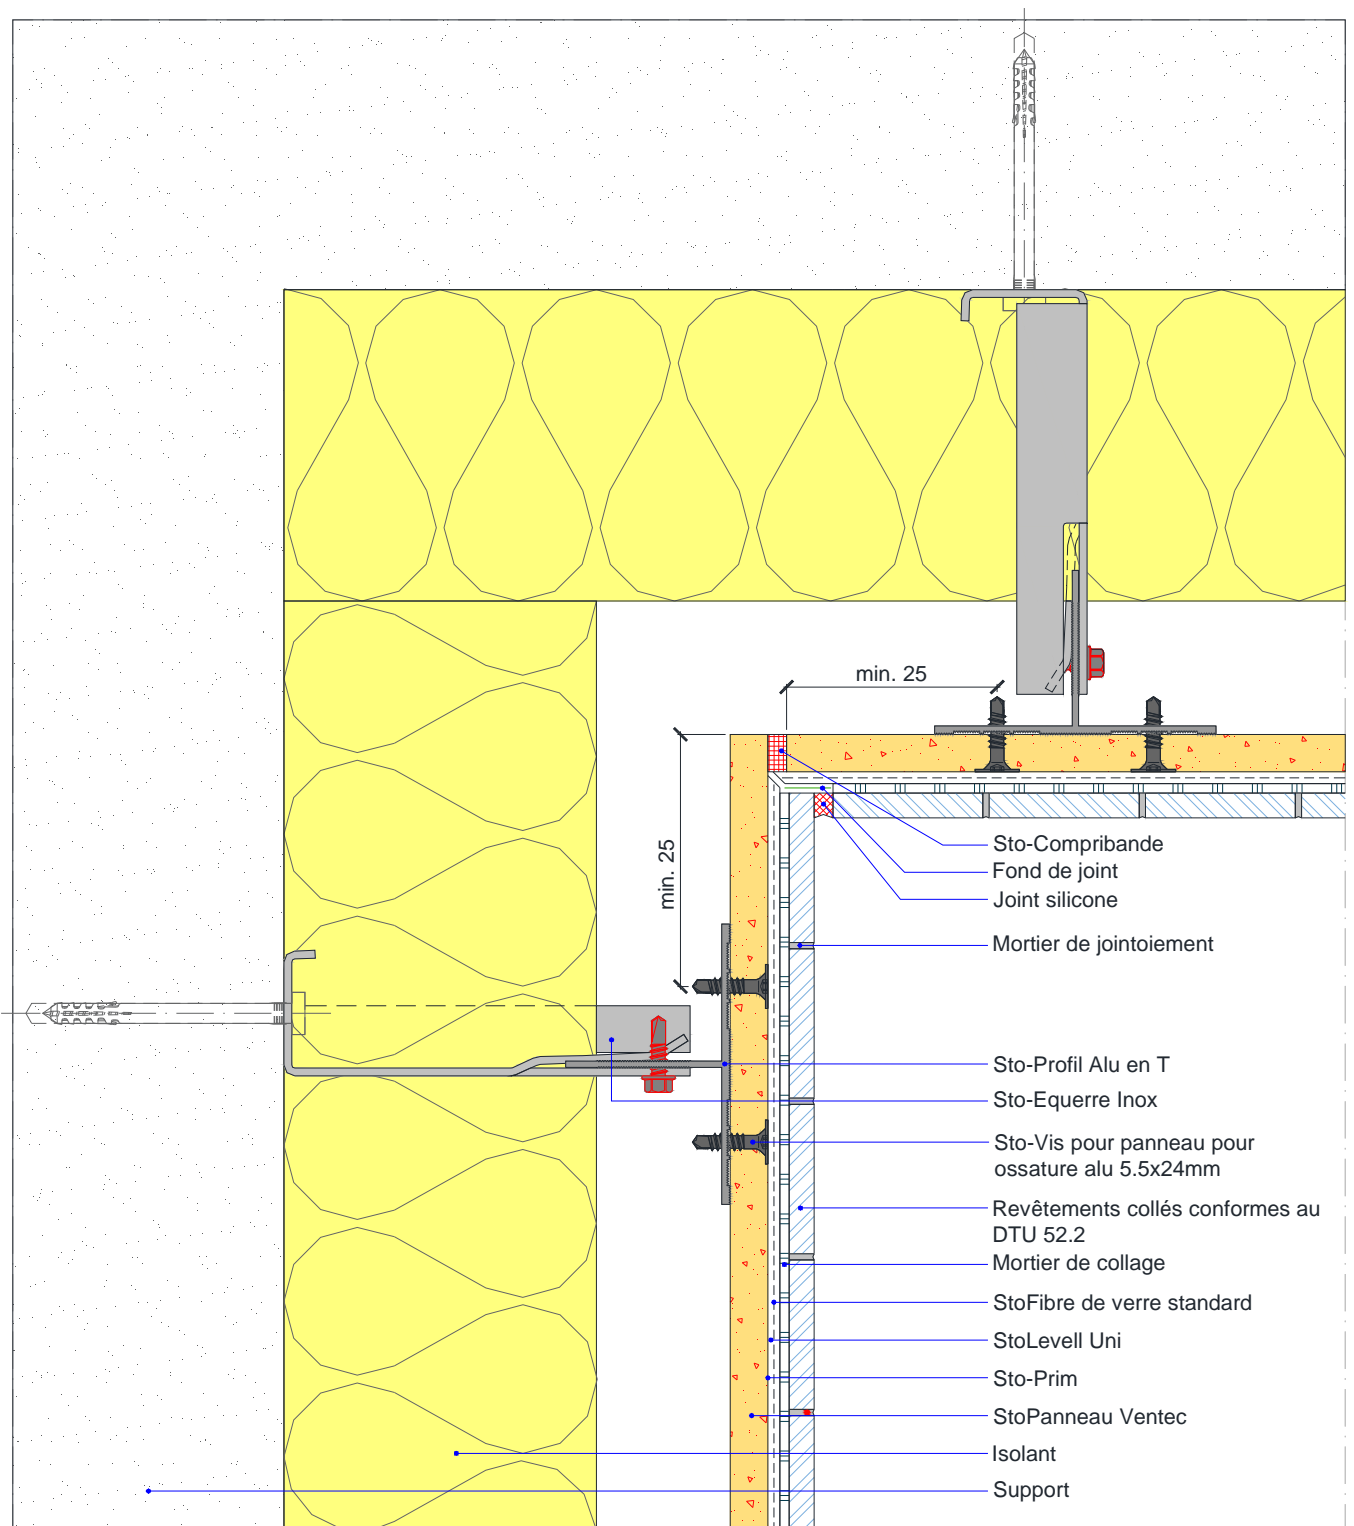 min. 25
min. 25
Sto-Compribande
Fond de joint
Joint silicone
Mortier de jointoiement
Sto-Profil Alu en T
Sto-Equerre Inox
Sto-Vis pour panneau pour
ossature alu 5.5x24mm
Revêtements collés conformes au
DTU 52.2
Mortier de collage
StoFibre de verre standard
StoLevell Uni
Sto-Prim
StoPanneau Ventec
Isolant
Support